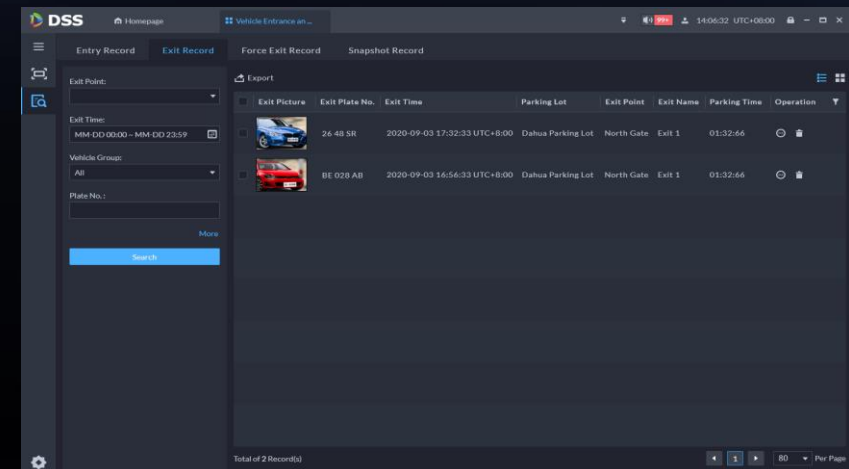 DSS Homepage Vehicle Entrance an ... 99+ 14:06:32 UTC+08:00
Entry Record Exit Record Force Exit Record Snapshot Record
Exit Point:
Exit Time:
MM-DD 00:00 ~ MM-DD 23:59
Vehicle Group:
All
Plate No. :
More
Search
Export
Exit Picture Exit Plate No. Exit Time Parking Lot Exit Point Exit Name Parking Time Operation
26 48 SR 2020-09-03 17:32:33 UTC+8:00 Dahua Parking Lot North Gate Exit 1 01:32:66
BE 028 AB 2020-09-03 16:56:33 UTC+8:00 Dahua Parking Lot North Gate Exit 1 01:32:66
Total of 2 Record(s) 1 80 Per Page